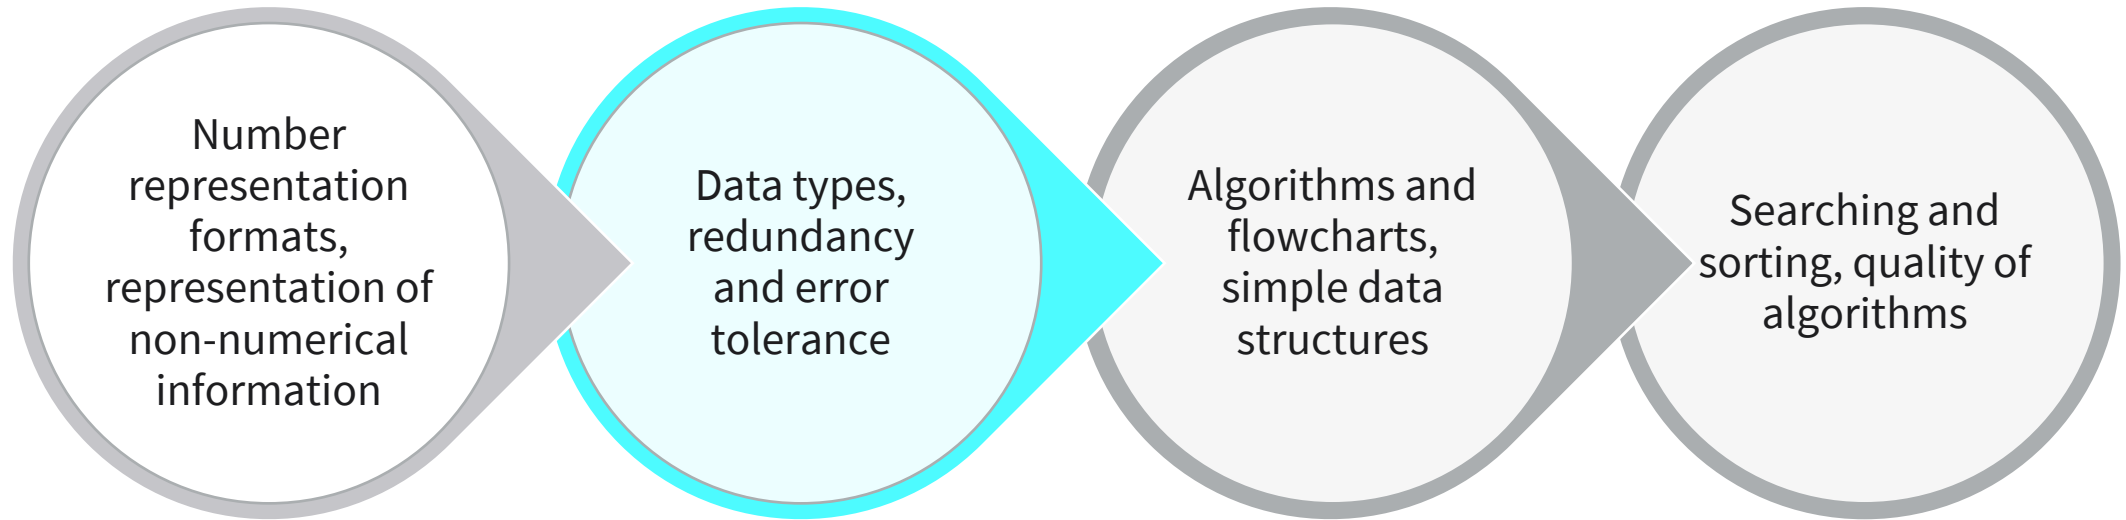 Number
representation
formats,
representation of
non-numerical
information
Data types,
redundancy
and error
tolerance
Algorithms and
flowcharts,
simple data
structures
Searching and
sorting, quality of
algorithms